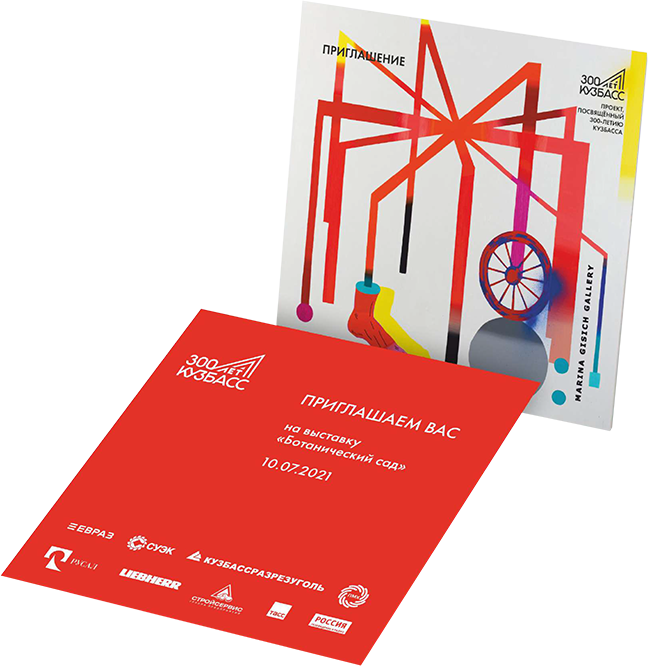 ПРИГЛАШЕНИЕ
300 ЛЕТ
КУЗБАСС
ПРОЕКТ,
ПОСВЯЩЁННЫЙ
300-ЛЕТИЮ
КУЗБАССА
MARINA GISICH GALLERY
300 ЛЕТ
КУЗБАСС
ПРИГЛАШАЕМ ВАС
на выставку
«Ботанический сад»
10.07.2021
ЕВРАЗ
СУЭК
КУЗБАССРАЗРЕЗУГОЛЬ
РУСАЛ
LIEBHERR
СТРОЙСЕРВИС
ТАСС
РОССИЯ